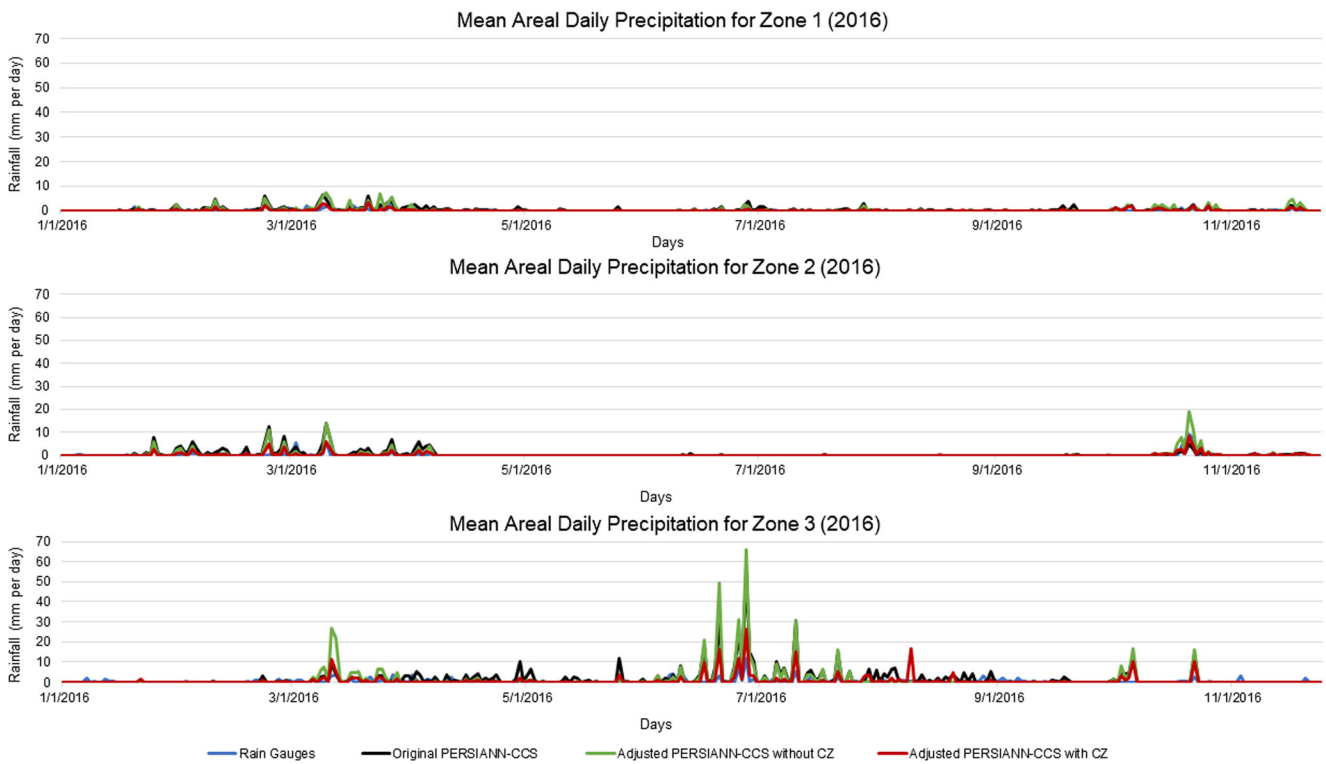 Mean Areal Daily Precipitation for Zone 1 (2016)
Rainfall (mm per day)
70
60
50
40
30
20
10
0
1/1/2016 3/1/2016 5/1/2016 7/1/2016 9/1/2016 11/1/2016
Days
Mean Areal Daily Precipitation for Zone 2 (2016)
Rainfall (mm per day)
70
60
50
40
30
20
10
0
1/1/2016 3/1/2016 5/1/2016 7/1/2016 9/1/2016 11/1/2016
Days
Mean Areal Daily Precipitation for Zone 3 (2016)
Rainfall (mm per day)
70
60
50
40
30
20
10
0
1/1/2016 3/1/2016 5/1/2016 7/1/2016 9/1/2016 11/1/2016
Days
Rain Gauges Original PERSIANN-CCS Adjusted PERSIANN-CCS without CZ Adjusted PERSIANN-CCS with CZ